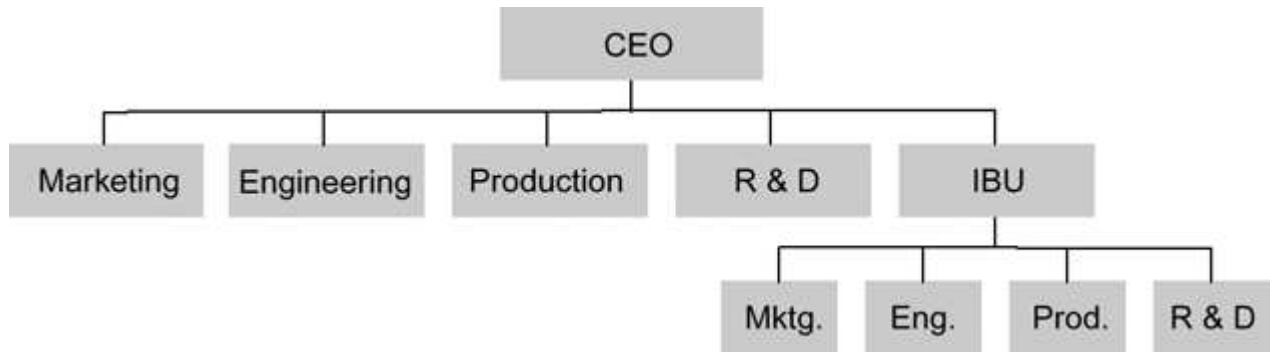 CEO
Marketing
Engineering
Production
R & D
IBU
Mktg.
Eng.
Prod.
R & D